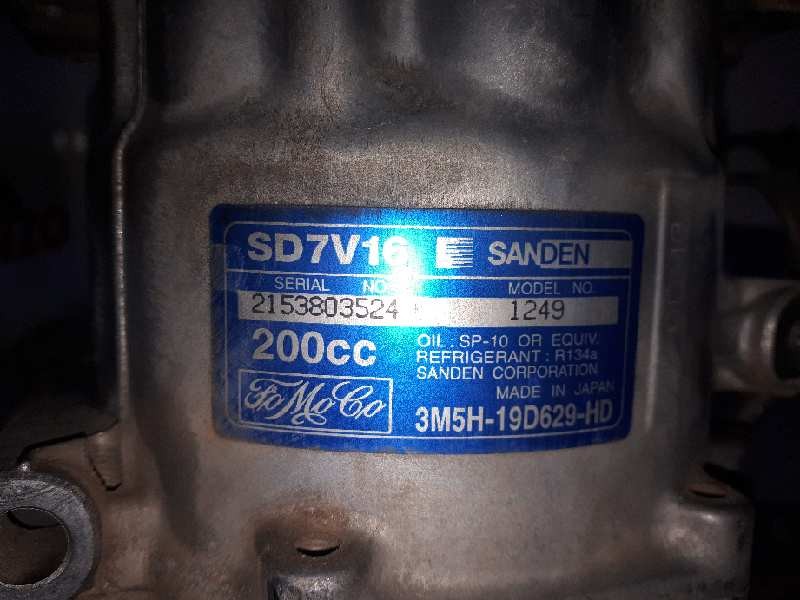 SD7V16 SANDEN
SERIAL NO. MODEL NO.
2153803524 1249
200cc
OIL : SP-10 OR EQUIV.
REFRIGERANT : R134a
SANDEN CORPORATION
MADE IN JAPAN
FoMoCo
3M5H-19D629-HD